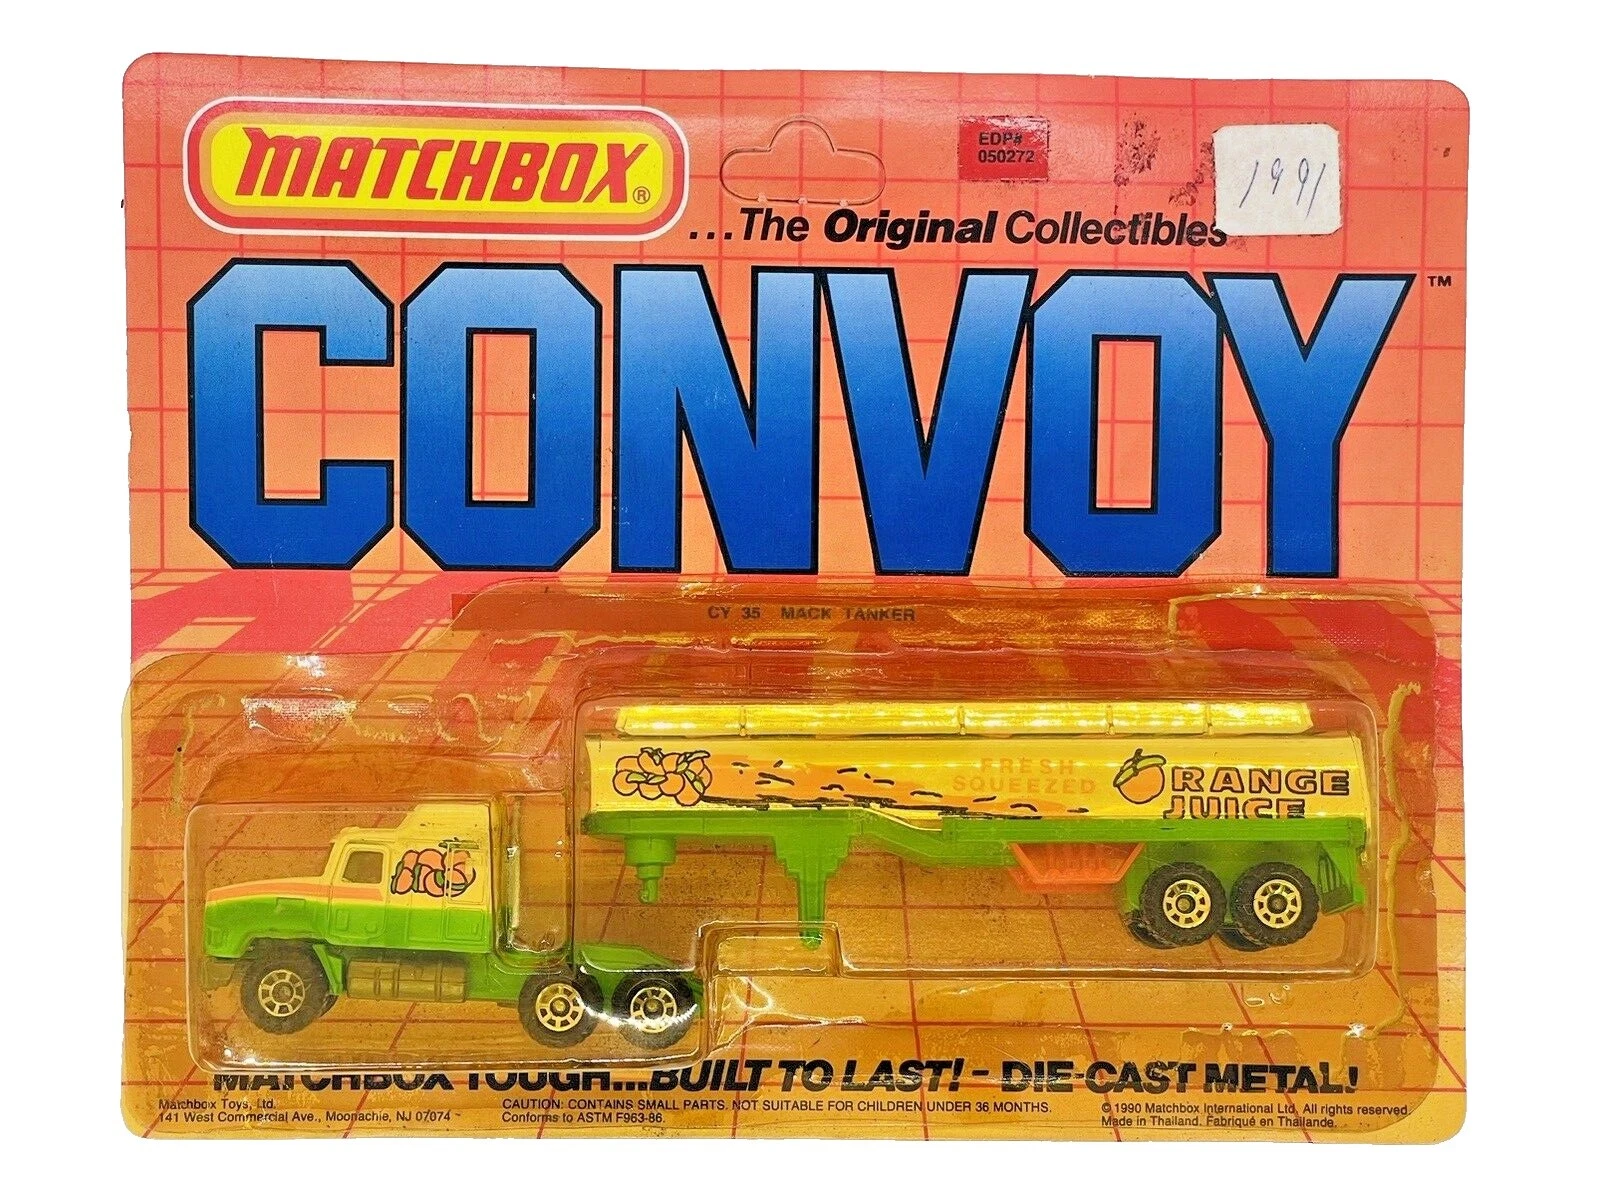 MATCHBOX®
EDP#
050272
1991
...The Original Collectibles
CONVOY™
CY 35 MACK TANKER
FRESH
SQUEEZED
ORANGE
JUICE
MATCHBOX TOUGH...BUILT TO LAST! - DIE-CAST METAL!
Matchbox Toys, Ltd.
141 West Commercial Ave., Moonachie, NJ 07074
CAUTION: CONTAINS SMALL PARTS. NOT SUITABLE FOR CHILDREN UNDER 36 MONTHS.
Conforms to ASTM F963-86.
© 1990 Matchbox International Ltd. All rights reserved.
Made in Thailand. Fabriqué en Thailande.